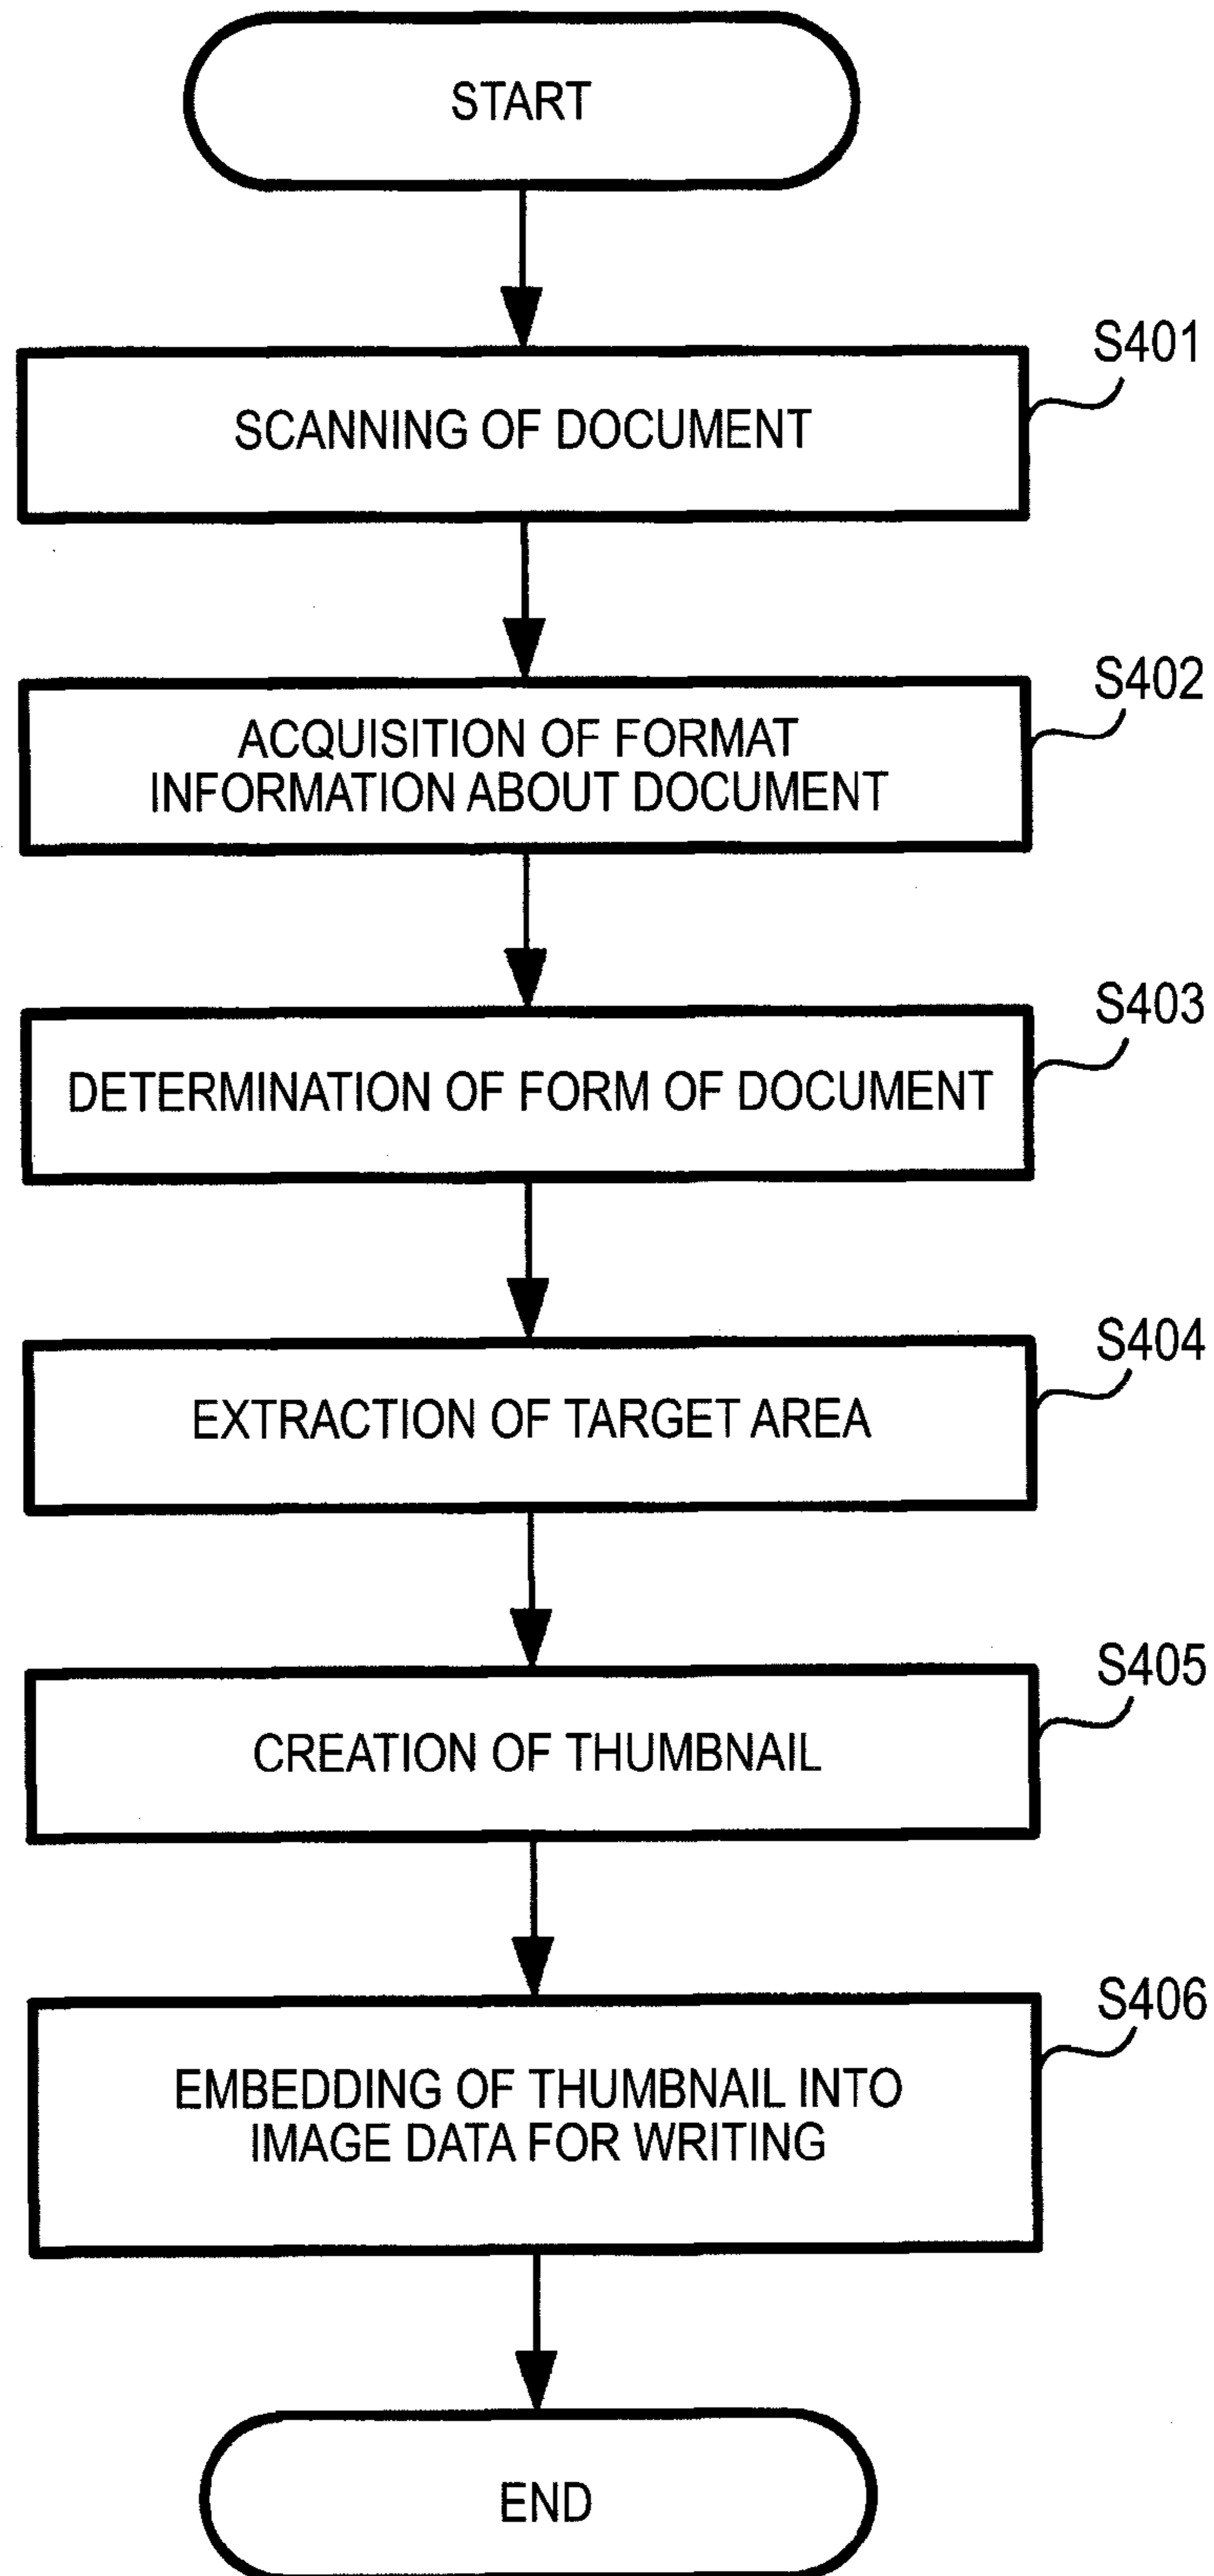 START
S401
SCANNING OF DOCUMENT
S402
ACQUISITION OF FORMAT
INFORMATION ABOUT DOCUMENT
S403
DETERMINATION OF FORM OF DOCUMENT
S404
EXTRACTION OF TARGET AREA
S405
CREATION OF THUMBNAIL
S406
EMBEDDING OF THUMBNAIL INTO
IMAGE DATA FOR WRITING
END